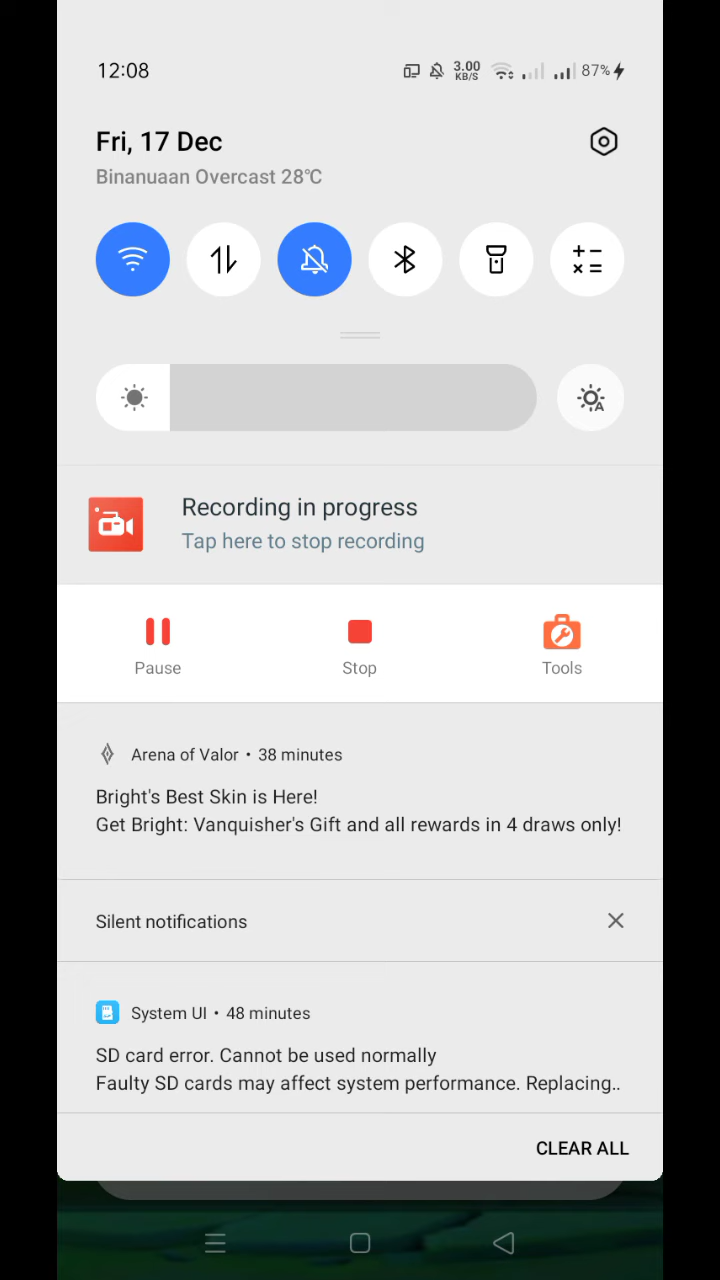 12:08
3.00
KB/S
87%
Fri, 17 Dec
Binanuaan Overcast 28℃
A
Recording in progress
Tap here to stop recording
Pause
Stop
Tools
Arena of Valor • 38 minutes
Bright's Best Skin is Here!
Get Bright: Vanquisher's Gift and all rewards in 4 draws only!
Silent notifications
System UI • 48 minutes
SD card error. Cannot be used normally
Faulty SD cards may affect system performance. Replacing..
CLEAR ALL